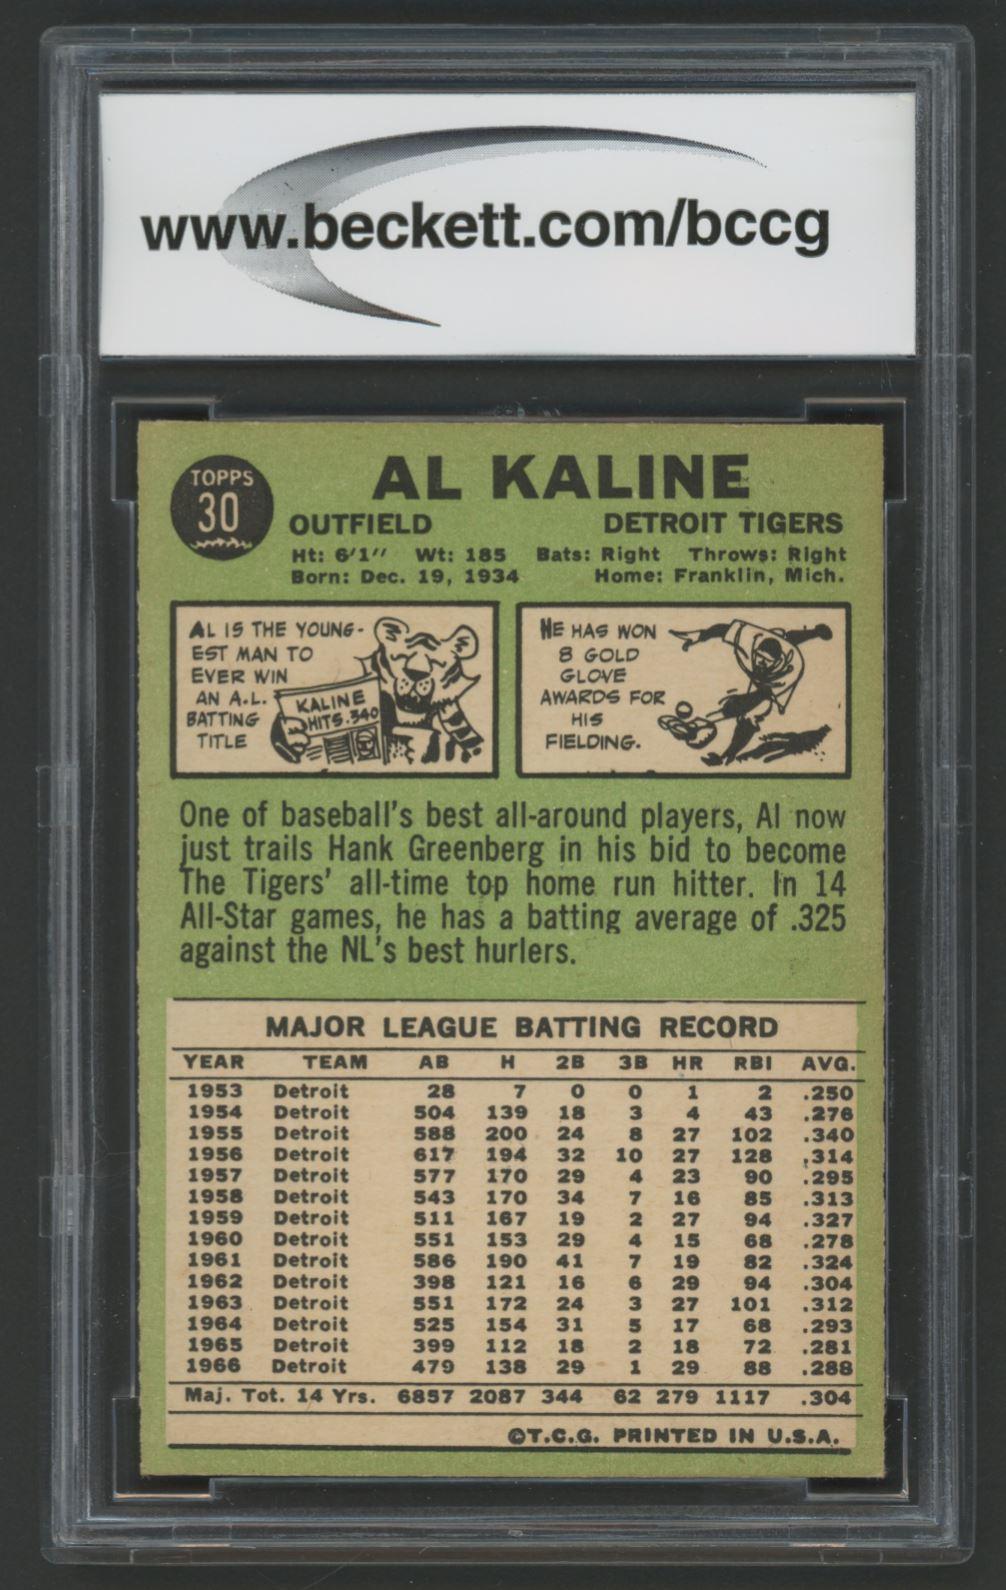 www.beckett.com/bccg
TOPPS
30
AL KALINE
OUTFIELD DETROIT TIGERS
Ht: 6'1" Wt: 185 Bats: Right Throws: Right
Born: Dec. 19, 1934 Home: Franklin, Mich.
AL IS THE YOUNG-
EST MAN TO
EVER WIN
AN A.L.
BATTING
TITLE
KALINE
HITS .340
HE HAS WON
8 GOLD
GLOVE
AWARDS FOR
HIS
FIELDING.
One of baseball's best all-around players, Al now
just trails Hank Greenberg in his bid to become
The Tigers' all-time top home run hitter. In 14
All-Star games, he has a batting average of .325
against the NL's best hurlers.
MAJOR LEAGUE BATTING RECORD
YEAR TEAM AB H 2B 3B HR RBI AVG.
1953 Detroit 28 7 0 0 1 2 .250
1954 Detroit 504 139 18 3 4 43 .276
1955 Detroit 588 200 24 8 27 102 .340
1956 Detroit 617 194 32 10 27 128 .314
1957 Detroit 577 170 29 4 23 90 .295
1958 Detroit 543 170 34 7 16 85 .313
1959 Detroit 511 167 19 2 27 94 .327
1960 Detroit 551 153 29 4 15 68 .278
1961 Detroit 586 190 41 7 19 82 .324
1962 Detroit 398 121 16 6 29 94 .304
1963 Detroit 551 172 24 3 27 101 .312
1964 Detroit 525 154 31 5 17 68 .293
1965 Detroit 399 112 18 2 18 72 .281
1966 Detroit 479 138 29 1 29 88 .288
Maj. Tot. 14 Yrs. 6857 2087 344 62 279 1117 .304
©T.C.G. PRINTED IN U.S.A.